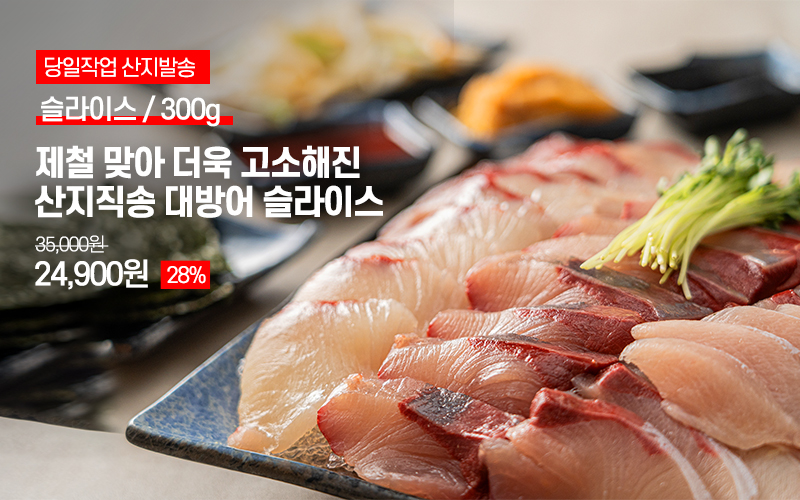 당일작업 산지발송
슬라이스 / 300g
제철 맞아 더욱 고소해진
산지직송 대방어 슬라이스
35,000원
24,900원 28%